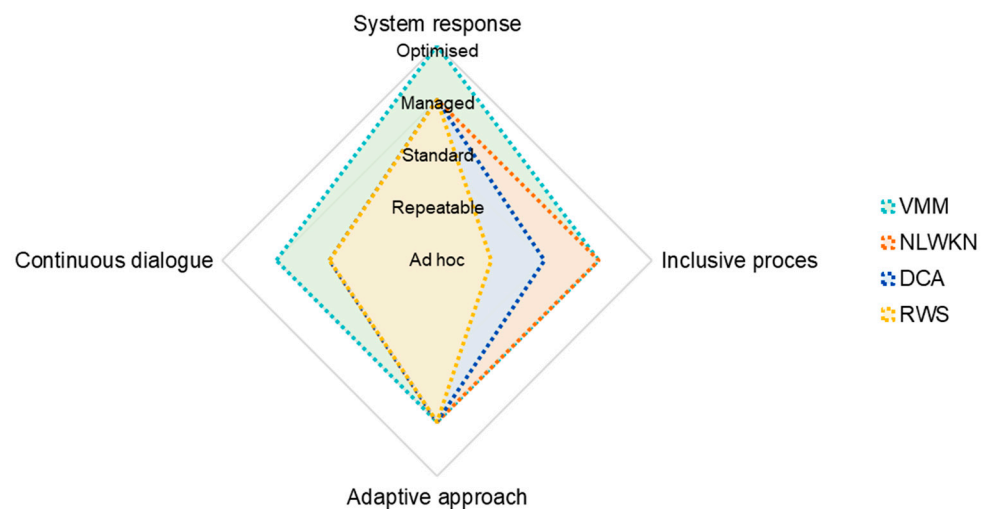 System response
Optimised
Managed
Standard
Repeatable
Ad hoc
Continuous dialogue
Inclusive proces
Adaptive approach
VMM
NLWKN
DCA
RWS